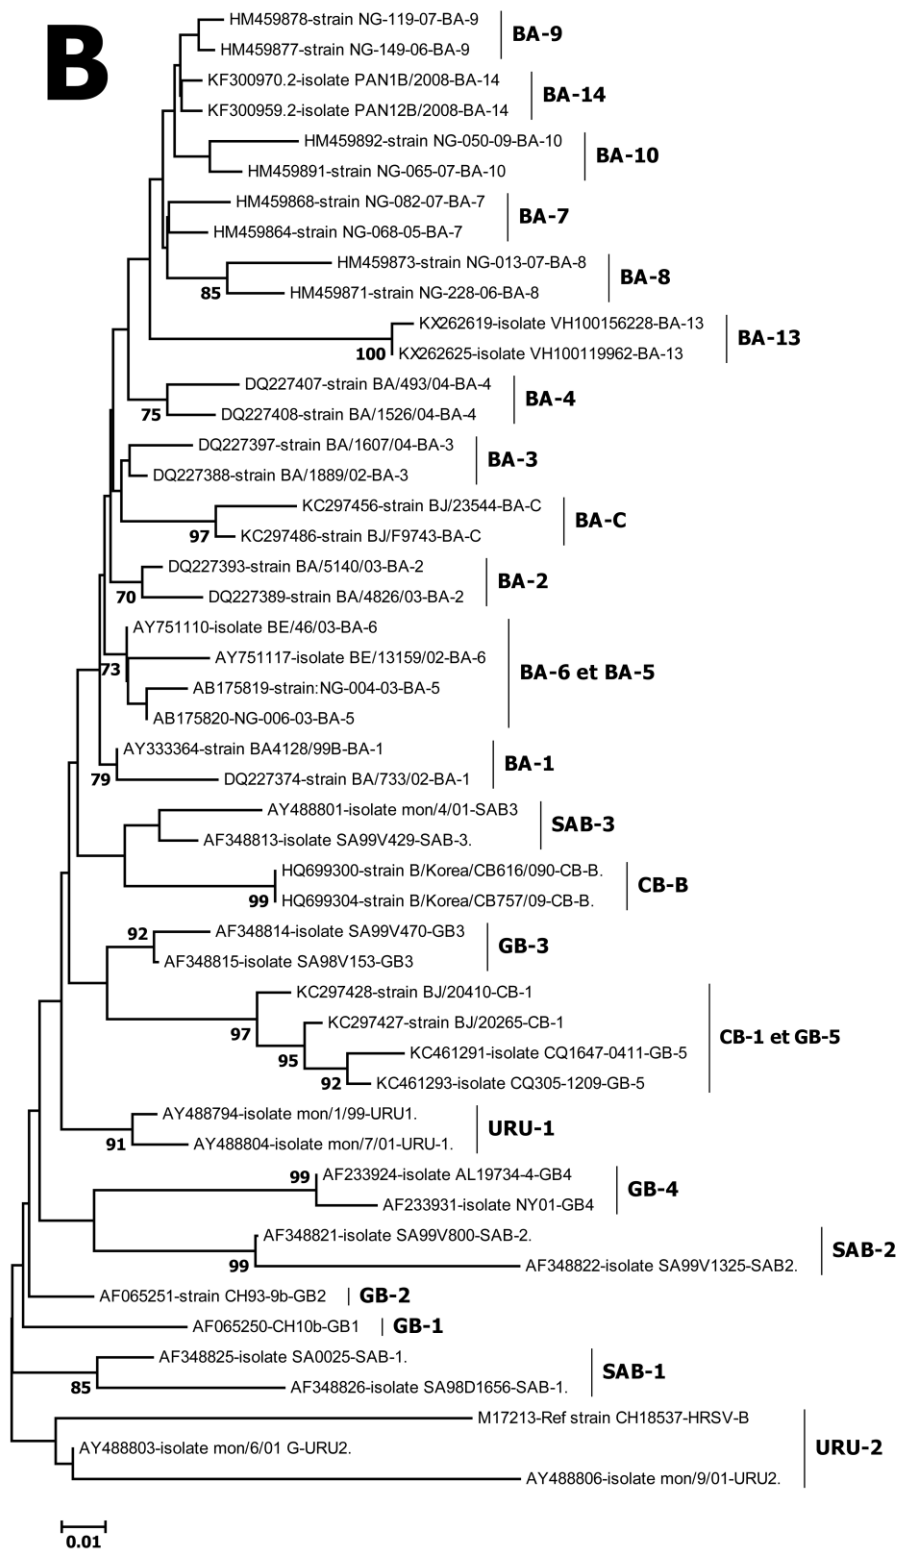 B
HM459878-strain NG-119-07-BA-9
HM459877-strain NG-149-06-BA-9
BA-9
KF300970.2-isolate PAN1B/2008-BA-14
KF300959.2-isolate PAN12B/2008-BA-14
BA-14
HM459892-strain NG-050-09-BA-10
HM459891-strain NG-065-07-BA-10
BA-10
HM459868-strain NG-082-07-BA-7
HM459864-strain NG-068-05-BA-7
BA-7
HM459873-strain NG-013-07-BA-8
HM459871-strain NG-228-06-BA-8
85
BA-8
KX262619-isolate VH100156228-BA-13
KX262625-isolate VH100119962-BA-13
100
BA-13
DQ227407-strain BA/493/04-BA-4
DQ227408-strain BA/1526/04-BA-4
75
BA-4
DQ227397-strain BA/1607/04-BA-3
DQ227388-strain BA/1889/02-BA-3
BA-3
KC297456-strain BJ/23544-BA-C
KC297486-strain BJ/F9743-BA-C
97
BA-C
DQ227393-strain BA/5140/03-BA-2
DQ227389-strain BA/4826/03-BA-2
70
BA-2
AY751110-isolate BE/46/03-BA-6
AY751117-isolate BE/13159/02-BA-6
73
AB175819-strain:NG-004-03-BA-5
AB175820-NG-006-03-BA-5
BA-6 et BA-5
AY333364-strain BA4128/99B-BA-1
DQ227374-strain BA/733/02-BA-1
79
BA-1
AY488801-isolate mon/4/01-SAB3
AF348813-isolate SA99V429-SAB-3.
SAB-3
HQ699300-strain B/Korea/CB616/090-CB-B.
HQ699304-strain B/Korea/CB757/09-CB-B.
99
CB-B
92
AF348814-isolate SA99V470-GB3
AF348815-isolate SA98V153-GB3
GB-3
KC297428-strain BJ/20410-CB-1
KC297427-strain BJ/20265-CB-1
97
KC461291-isolate CQ1647-0411-GB-5
95
KC461293-isolate CQ305-1209-GB-5
92
CB-1 et GB-5
AY488794-isolate mon/1/99-URU1.
AY488804-isolate mon/7/01-URU-1.
91
URU-1
99
AF233924-isolate AL19734-4-GB4
AF233931-isolate NY01-GB4
GB-4
AF348821-isolate SA99V800-SAB-2.
AF348822-isolate SA99V1325-SAB2.
99
SAB-2
AF065251-strain CH93-9b-GB2
GB-2
AF065250-CH10b-GB1
GB-1
AF348825-isolate SA0025-SAB-1.
AF348826-isolate SA98D1656-SAB-1.
85
SAB-1
M17213-Ref strain CH18537-HRSV-B
AY488803-isolate mon/6/01 G-URU2.
AY488806-isolate mon/9/01-URU2.
URU-2
0.01